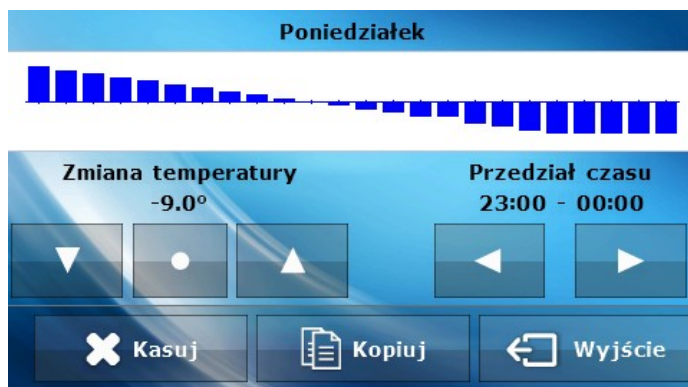 Poniedziałek
Zmiana temperatury
-9.0°
Przedział czasu
23:00 - 00:00
Kasuj
Kopiuj
Wyjście